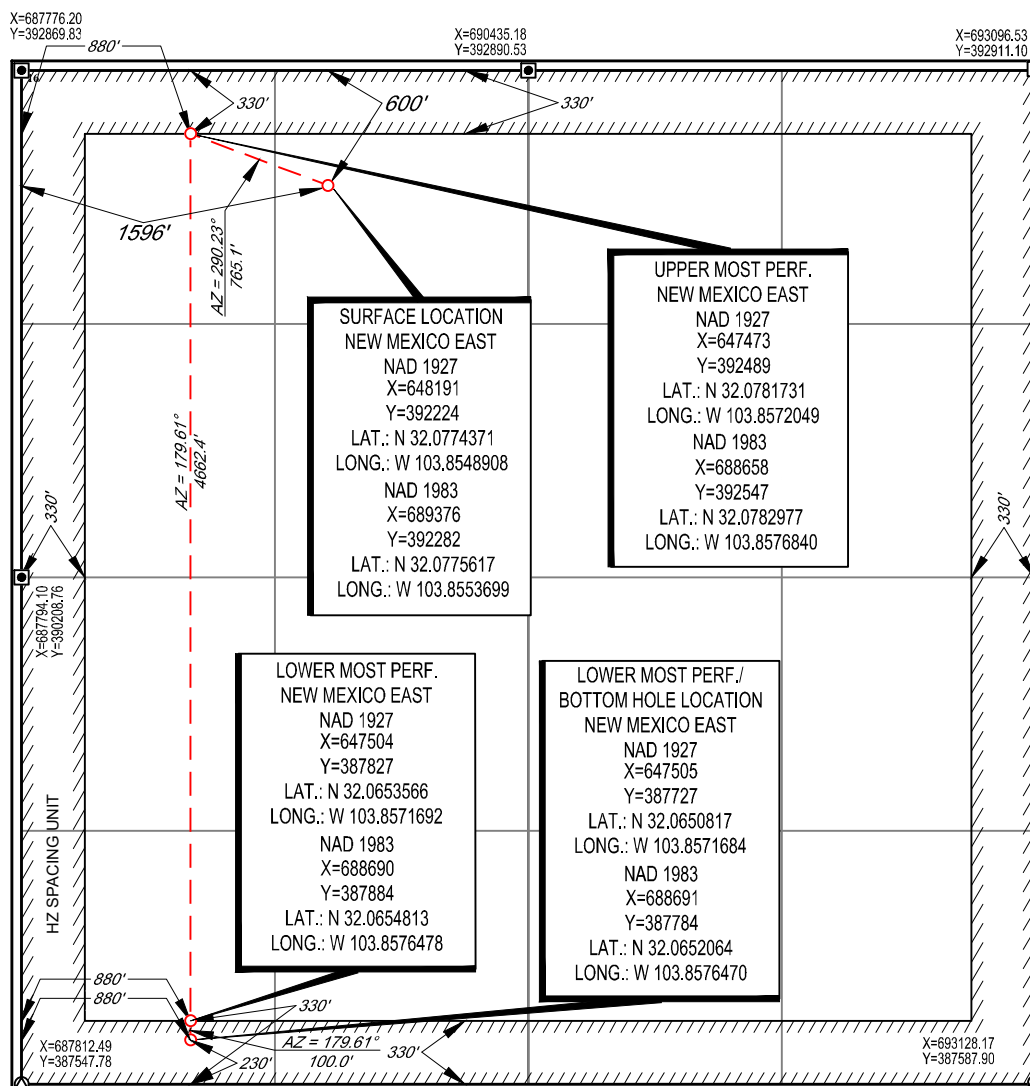 X=687776.20
Y=392869.83
X=690435.18
Y=392890.53
X=693096.53
Y=392911.10
880'
330'
600'
330'
1596'
AZ = 290.23°
765.1'
AZ = 179.61°
4662.4'
330'
330'
X=687794.10
Y=390208.76
UPPER MOST PERF.
NEW MEXICO EAST
NAD 1927
X=647473
Y=392489
LAT.: N 32.0781731
LONG.: W 103.8572049
NAD 1983
X=688658
Y=392547
LAT.: N 32.0782977
LONG.: W 103.8576840
SURFACE LOCATION
NEW MEXICO EAST
NAD 1927
X=648191
Y=392224
LAT.: N 32.0774371
LONG.: W 103.8548908
NAD 1983
X=689376
Y=392282
LAT.: N 32.0775617
LONG.: W 103.8553699
LOWER MOST PERF.
NEW MEXICO EAST
NAD 1927
X=647504
Y=387827
LAT.: N 32.0653566
LONG.: W 103.8571692
NAD 1983
X=688690
Y=387884
LAT.: N 32.0654813
LONG.: W 103.8576478
LOWER MOST PERF./
BOTTOM HOLE LOCATION
NEW MEXICO EAST
NAD 1927
X=647505
Y=387727
LAT.: N 32.0650817
LONG.: W 103.8571684
NAD 1983
X=688691
Y=387784
LAT.: N 32.0652064
LONG.: W 103.8576470
HZ SPACING UNIT
880'
880'
330'
AZ = 179.61°
100.0'
230'
330'
X=687812.49
Y=387547.78
X=693128.17
Y=387587.90